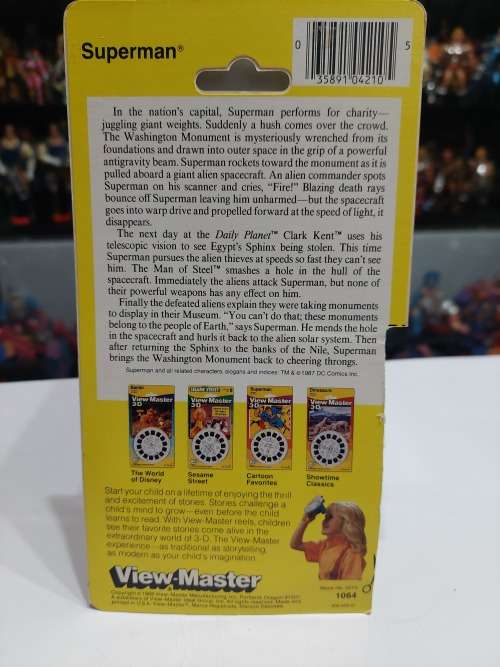 Superman®
0
35891 04210
5
In the nation's capital, Superman performs for charity—
juggling giant weights. Suddenly a hush comes over the crowd.
The Washington Monument is mysteriously wrenched from its
foundations and drawn into outer space in the grip of a powerful
antigravity beam. Superman rockets toward the monument as it is
pulled aboard a giant alien spacecraft. An alien commander spots
Superman on his scanner and cries, "Fire!" Blazing death rays
bounce off Superman leaving him unharmed—but the spacecraft
goes into warp drive and propelled forward at the speed of light, it
disappears.
The next day at the Daily Planet™ Clark Kent™ uses his
telescopic vision to see Egypt's Sphinx being stolen. This time
Superman pursues the alien thieves at speeds so fast they can't see
him. The Man of Steel™ smashes a hole in the hull of the
spacecraft. Immediately the aliens attack Superman, but none of
their powerful weapons has any effect on him.
Finally the defeated aliens explain they were taking monuments
to display in their Museum. "You can't do that; these monuments
belong to the people of Earth," says Superman. He mends the hole
in the spacecraft and hurls it back to the alien solar system. Then
after returning the Sphinx to the banks of the Nile, Superman
brings the Washington Monument back to cheering throngs.
Superman and all related characters, slogans and indicia: TM & © 1987 DC Comics Inc.
View Master
3D
SESAME STREET
View Master
3D
Superman
View Master
3D
Dinosaurs
View Master
3D
The World
of Disney
Sesame
Street
Cartoon
Favorites
Showtime
Classics
Start your child on a lifetime of enjoying the thrill
and excitement of stories. Stories challenge a
child's mind to grow—even before the child
learns to read. With View-Master reels, children
see their favorite stories come alive in the
extraordinary world of 3-D. The View-Master
experience—as traditional as storytelling,
as modern as your child's imagination.
View-Master
1064